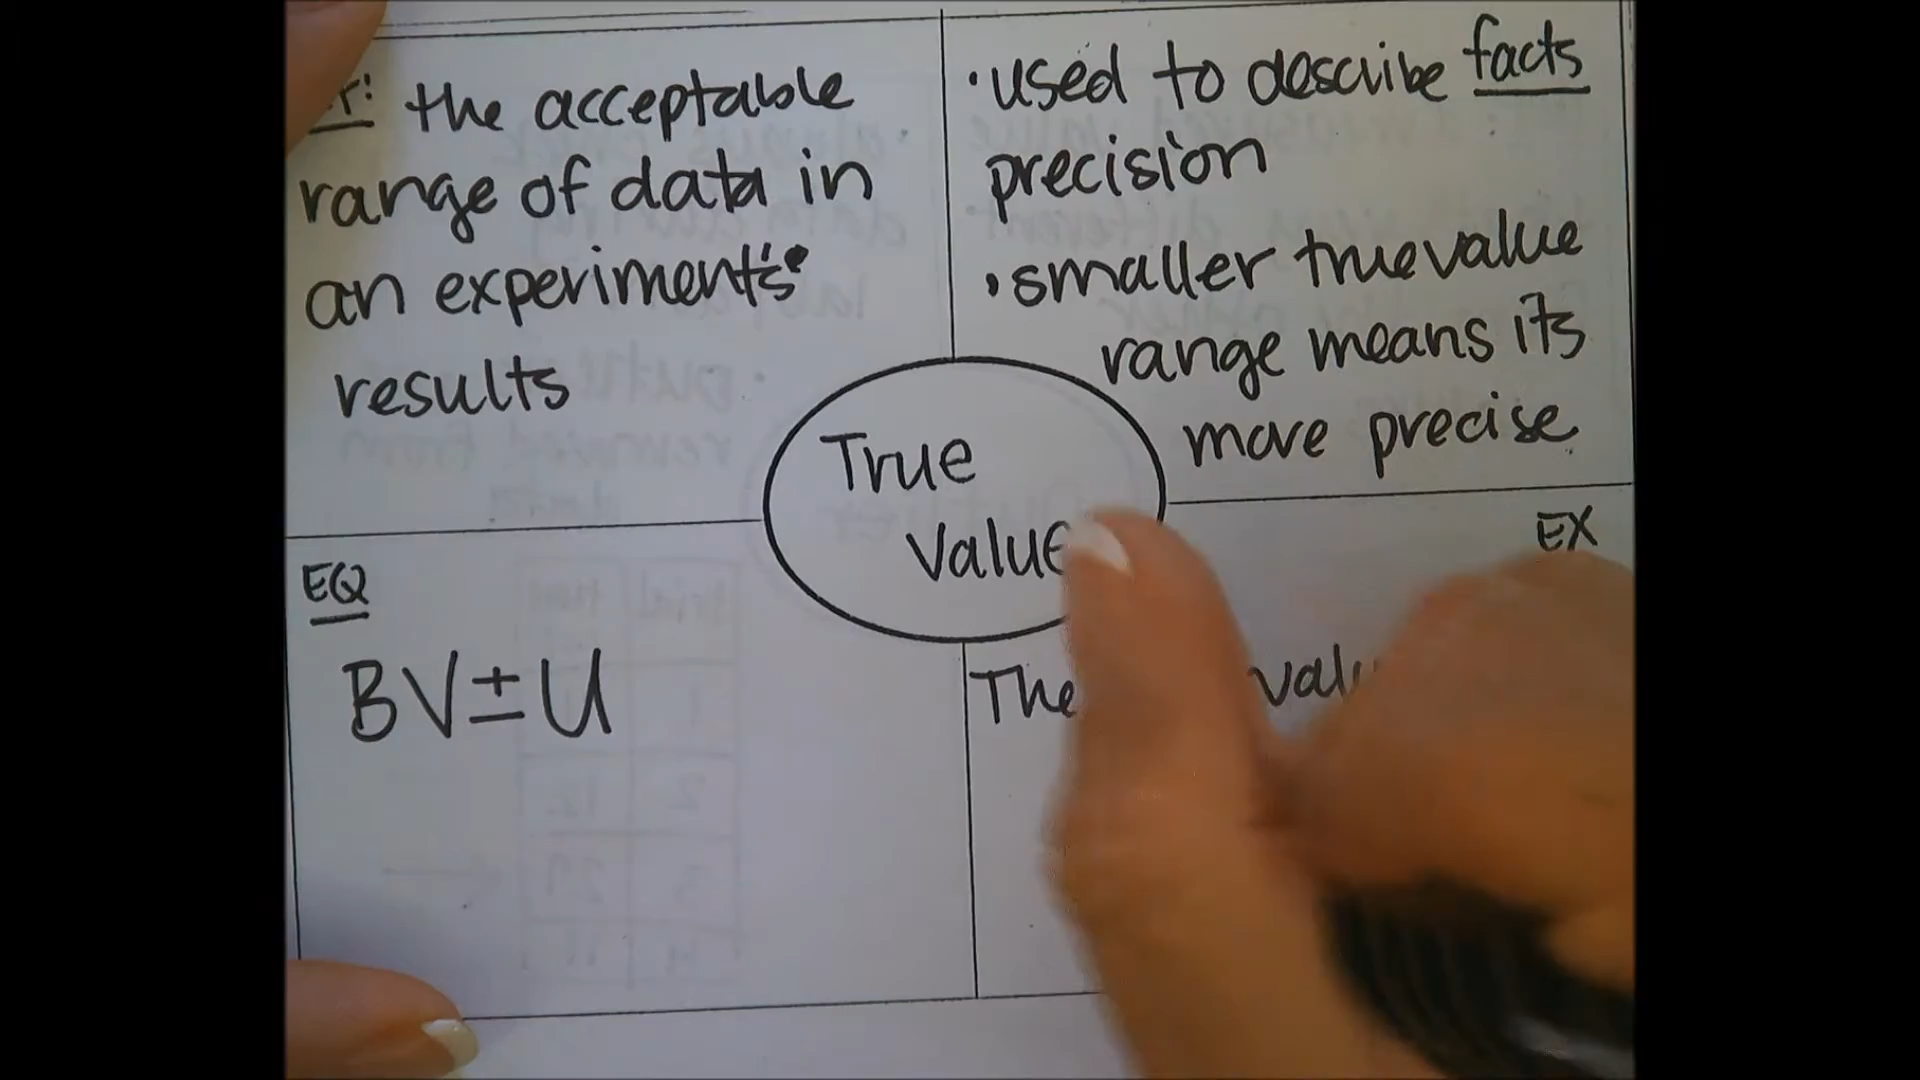 the acceptable
range of data in
an experiment's
results
• used to describe facts
precision
• smaller true value
range means its
more precise
True
Value
EQ
BV ± U
EX
The